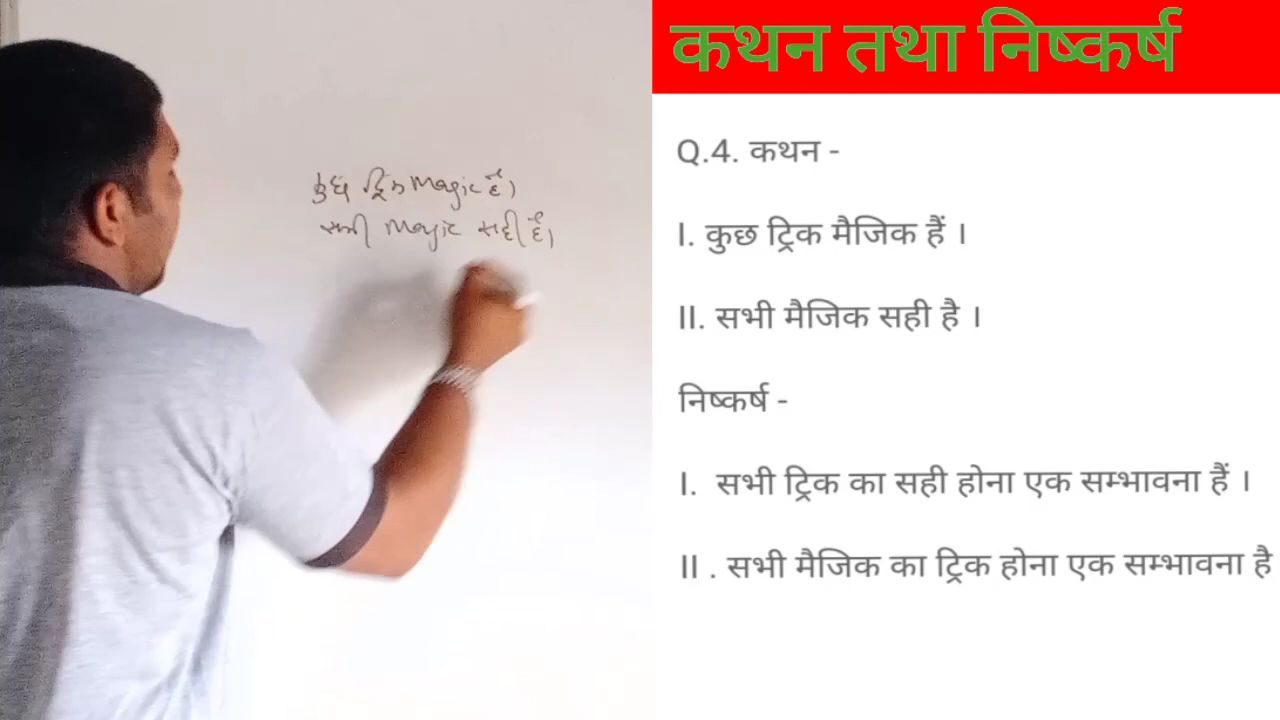 कथन तथा निष्कर्ष
कुछ ट्रिक magic है।
सभी magic सही है।
Q.4. कथन -
I. कुछ ट्रिक मैजिक हैं ।
II. सभी मैजिक सही है ।
निष्कर्ष -
I. सभी ट्रिक का सही होना एक सम्भावना हैं ।
II . सभी मैजिक का ट्रिक होना एक सम्भावना है